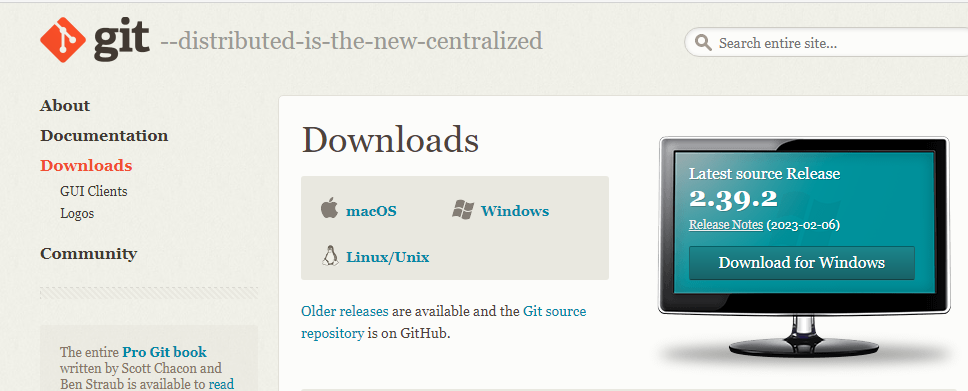 git --distributed-is-the-new-centralized
Search entire site...
About
Documentation
Downloads
GUI Clients
Logos
Community
The entire Pro Git book
written by Scott Chacon and
Ben Straub is available to read
Downloads
macOS
Windows
Linux/Unix
Older releases are available and the Git source
repository is on GitHub.
Latest source Release
2.39.2
Release Notes (2023-02-06)
Download for Windows